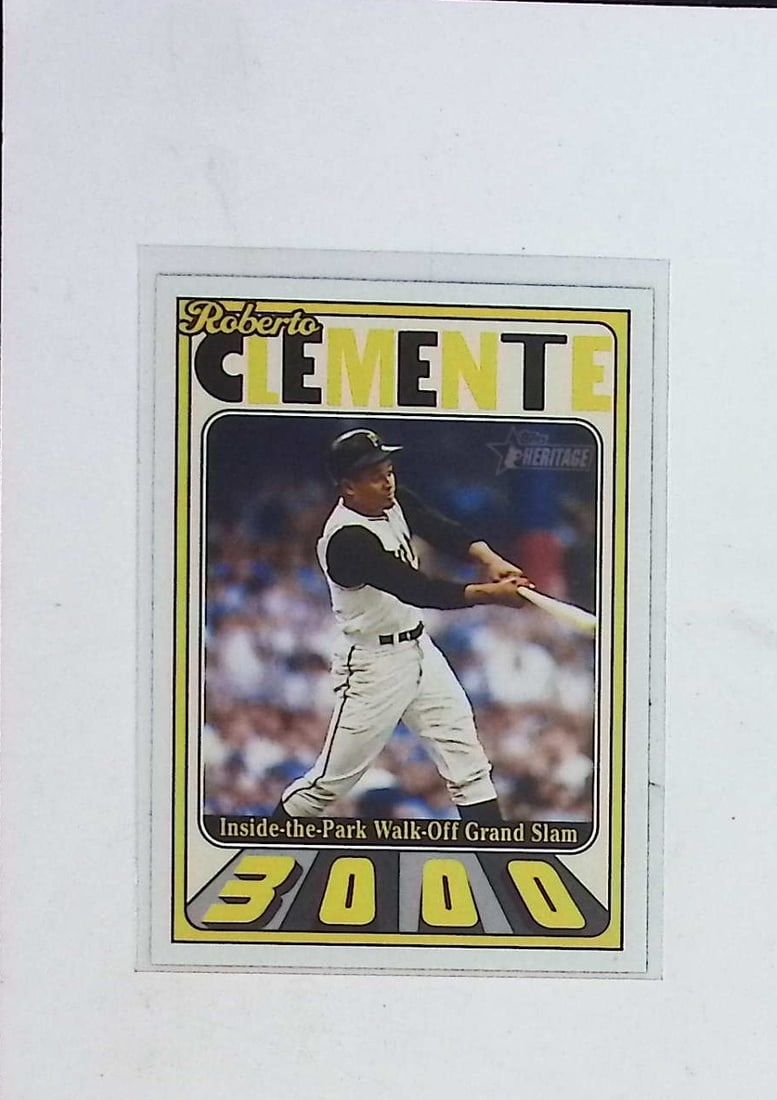 Roberto
CLEMENTE
Topps
HERITAGE
P
Inside-the-Park Walk-Off Grand Slam
3000